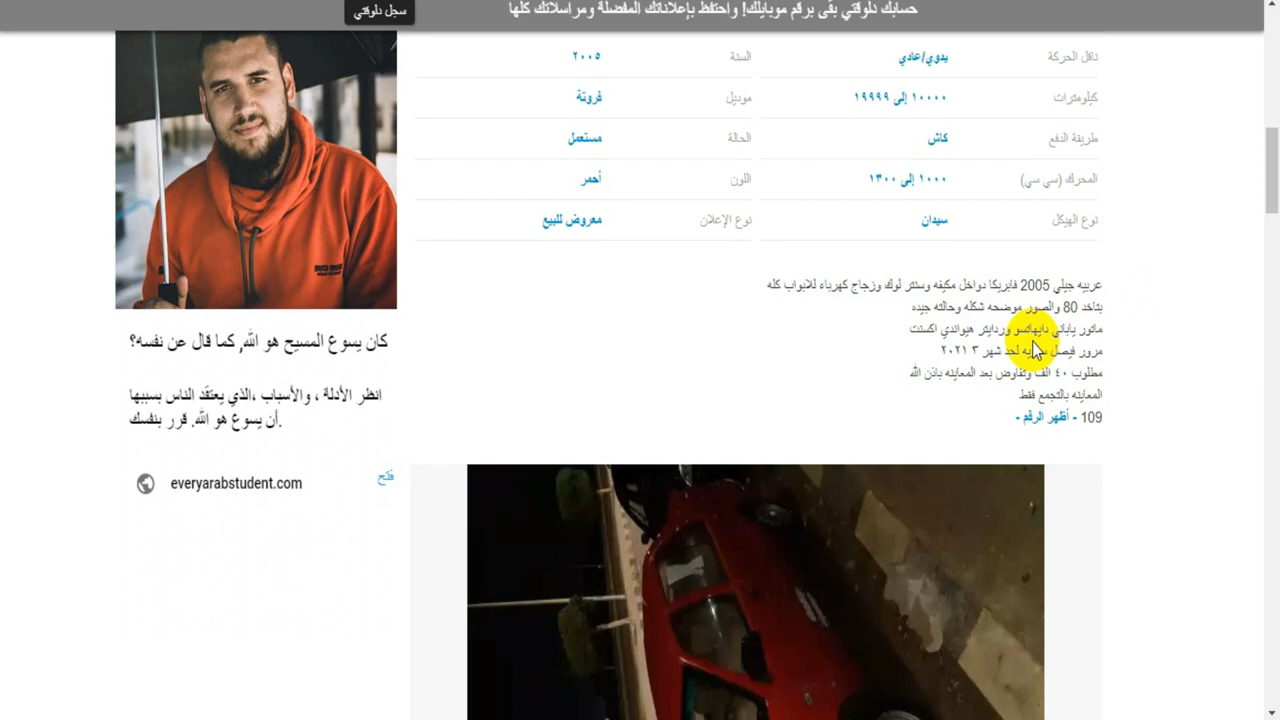 حسابك دلوقتي بقى برقم موبايلك! واحتفظ بإعلاناتك المفضلة ومراسلاتك كلها
سجل دلوقتي
ناقل الحركة يدوي/عادي السنة ٢٠٠٥
كيلومترات ١٠٠٠٠ إلى ١٩٩٩٩ موديل فروتة
طريقة الدفع كاش الحالة مستعمل
المحرك (سي سي) ١٠٠٠ إلى ١٣٠٠ اللون أحمر
نوع الهيكل سيدان نوع الإعلان معروض للبيع
عربيه جيلي 2005 فابريكا دواخل مكيفه وسنتر لوك وزجاج كهرباء للابواب كله
بتاخد 80 والصور موضحه شكله وحالته جيده
ماتور ياباني دايهاتسو وردايتر هيواندي اكسنت
مرور فيصل لحد شهر ٣ ٢٠٢١
مطلوب ٤٠ الف وتفاوض بعد المعاينه باذن الله
المعاينه بالتجمع فقط
109 - أظهر الرقم -
كان يسوع المسيح هو الله, كما قال عن نفسه؟
انظر الأدلة ، والأسباب ،الذي يعتقد الناس بسببها
أن يسوع هو الله. قرر بنفسك.
everyarabstudent.com
فتح